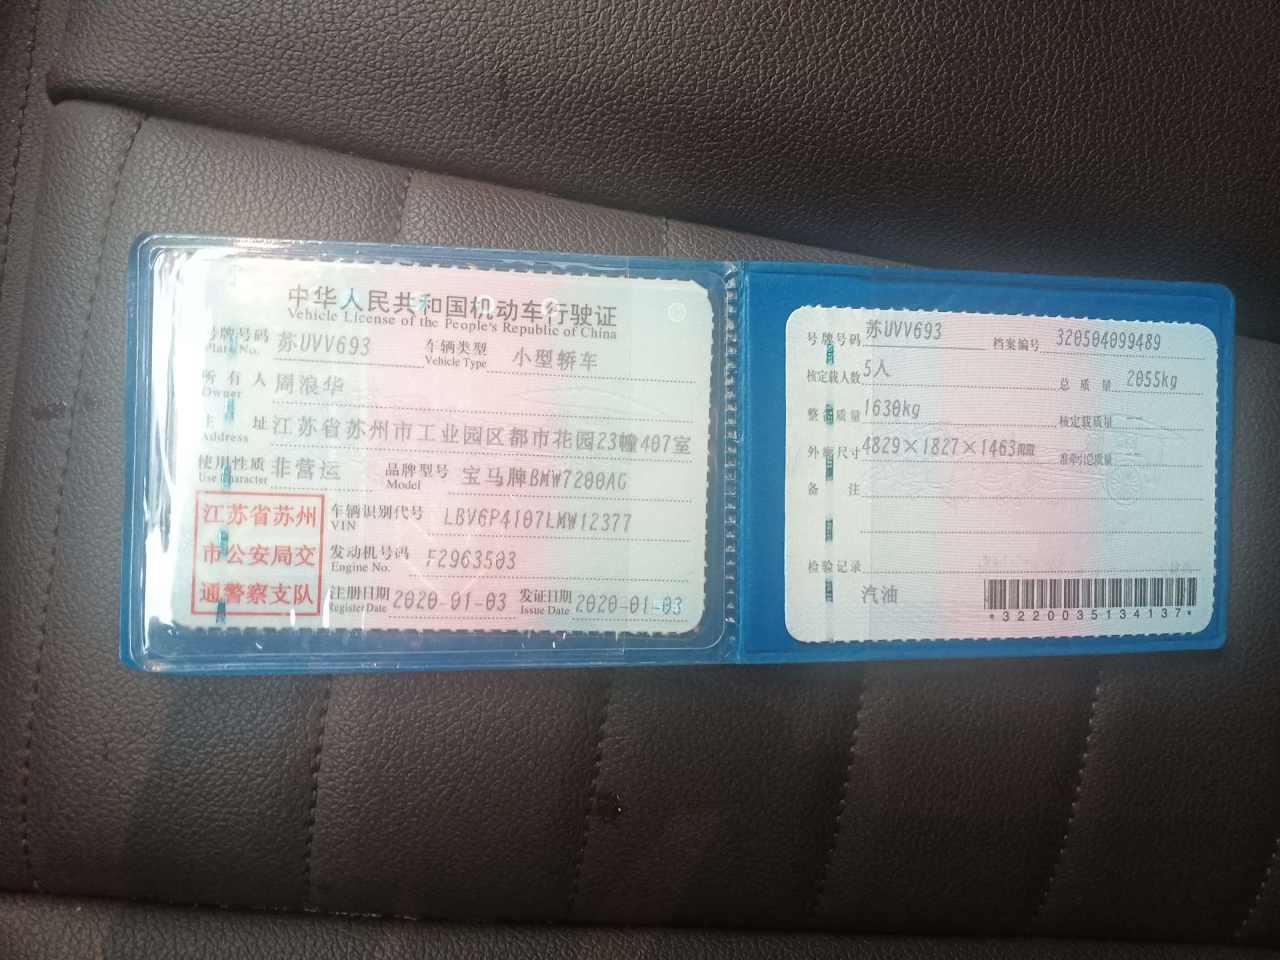 中华人民共和国机动车行驶证
Vehicle License of the People's Republic of China
号牌号码 苏UVV693 车辆类型 小型轿车
Plate No. Vehicle Type
所有人 周浪华
Owner
住址 江苏省苏州市工业园区都市花园23幢407室
Address
使用性质 非营运 品牌型号 宝马牌BMW7200AG
Use Character Model
江苏省苏州
市公安局交
通警察支队
车辆识别代号 LBV6P4107LMW12377
VIN
发动机号码 F2963503
Engine No.
注册日期 2020-01-03 发证日期 2020-01-03
Register Date Issue Date
号牌号码 苏UVV693 档案编号 320504099489
核定载人数 5人 总质量 2055kg
整备质量 1630kg 核定载质量 --
外廓尺寸 4829×1827×1463mm 准牵引总质量 --
备注
检验记录
汽油
*3220035134137*